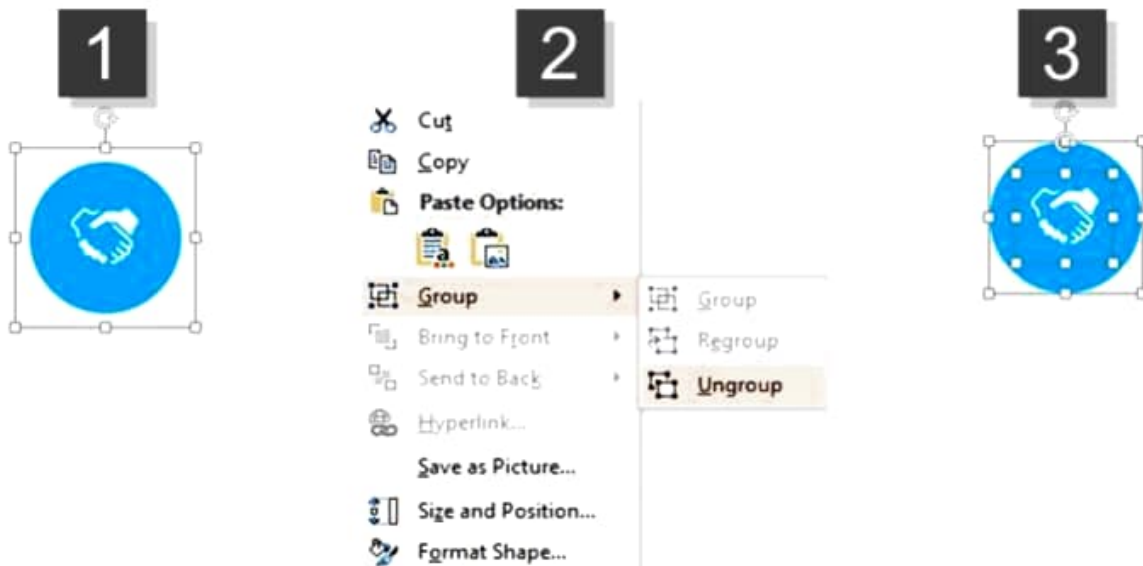 1
2
3
Cut
Copy
Paste Options:
Group
Bring to Front
Send to Back
Hyperlink...
Save as Picture...
Size and Position...
Format Shape...
Group
Regroup
Ungroup